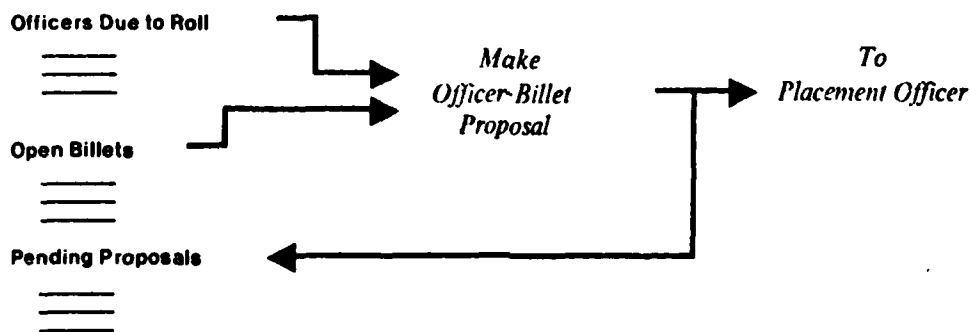 Officers Due to Roll
Make
Officer-Billet
Proposal
To
Placement Officer
Open Billets
Pending Proposals